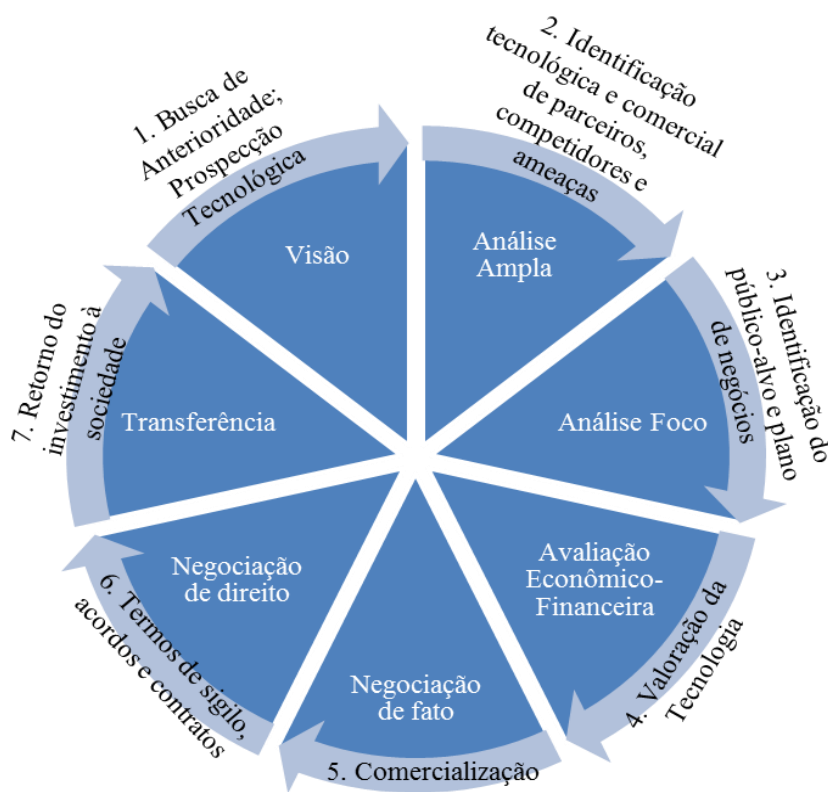 1. Busca de
Anterioridade;
Prospecção
Tecnológica
Visão
2. Identificação
tecnológica e comercial
de parceiros,
competidores e
ameaças
Análise
Ampla
3. Identificação do
público-alvo e plano
de negócios
Análise Foco
4. Valoração da
Tecnologia
Avaliação
Econômico-
Financeira
5. Comercialização
Negociação
de fato
6. Termos de sigilo,
acordos e contratos
Negociação
de direito
7. Retorno do
investimento à
sociedade
Transferência